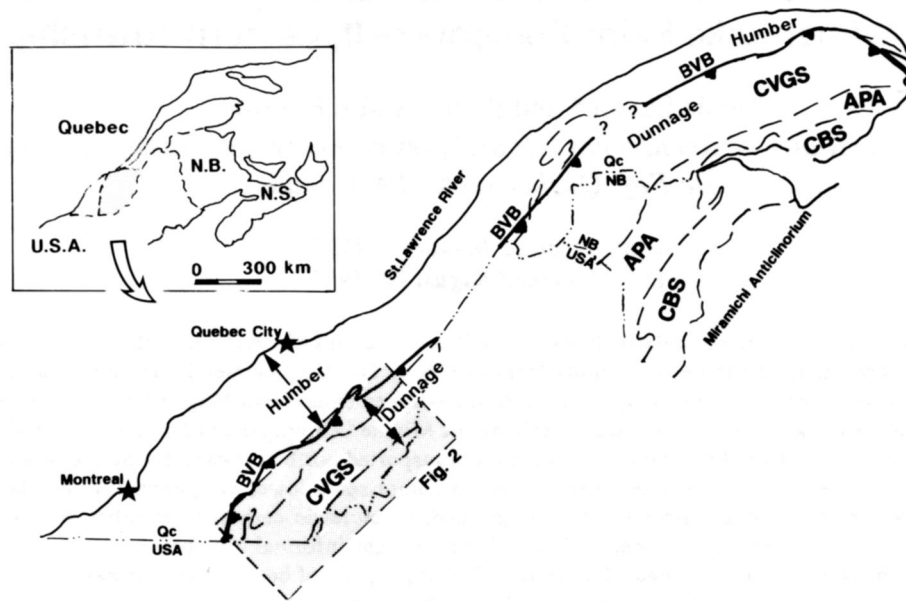 Quebec
N.B.
N.S.
U.S.A.
0 300 km
BVB
Humber
CVGS
APA
CBS
? ?
Dunnage
Qc
NB
BVB
St.Lawrence River
NB
USA
APA
CBS
Miramichi Anticlinorium
Quebec City
Humber
Dunnage
Montreal
BVB
CVGS
Fig. 2
Qc
USA